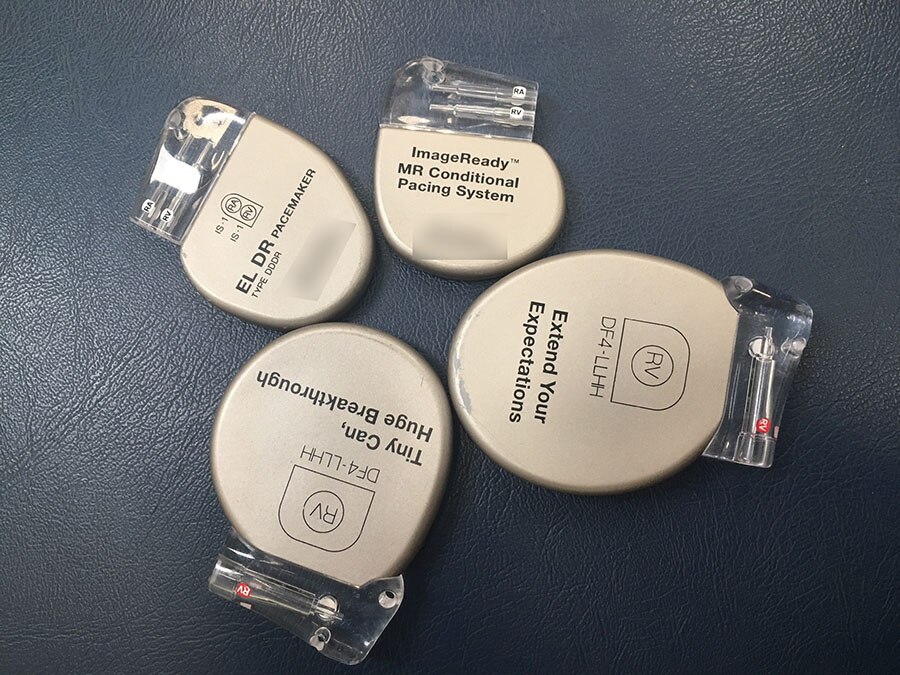 RA
RV
IS-1 RA
IS-1 RV
EL DR PACEMAKER
TYPE DDDR
RA
RV
ImageReady™
MR Conditional
Pacing System
Tiny Can,
Huge Breakthrough
DF4-LLHH
RV
RV
Extend Your
Expectations
DF4-LLHH
RV
RV